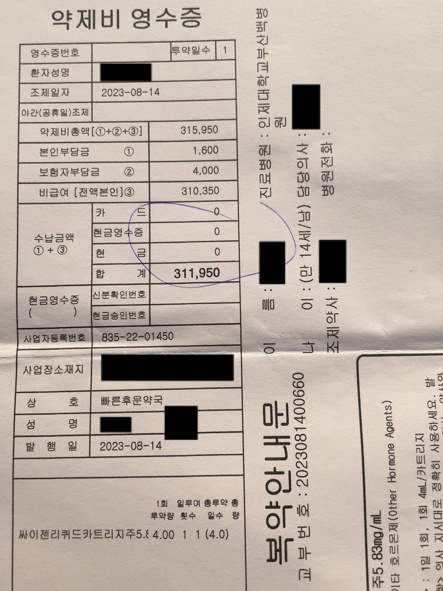 약제비 영수증
영수증번호 투약일수 1
환자성명
조제일자 2023-08-14
야간(공휴일)조제
약제비총액[①+②+③] 315,950
본인부담금 ① 1,600
보험자부담금 ② 4,000
비급여 [전액본인]③ 310,350
수납금액 ①+③
카 드 0
현금영수증 0
현 금 0
합 계 311,950
현금영수증 ( )
신분확인번호
현금승인번호
사업자등록번호 835-22-01450
사업장소재지
상 호 빠른후문약국
성 명
발 행 일 2023-08-14
1회 일투여 총투약 총
투약량 횟수 일수 량
싸이젠리퀴드카트리지주5.8 4.00 1 1 (4.0)
복약안내문
교 부 번 호 : 2023081400660
이 름 :
나 이 : (만 14세/남)
조제약사 :
진료병원 : 인제대학교부산백병
원
담당의사 :
병원전화 :
주5.83mg/mL
기타 호르몬제(Other Hormone Agents)
: 1일 1회, 1회 4mL/카트리지
의사 지시대로 정확히 사용하세요. 발